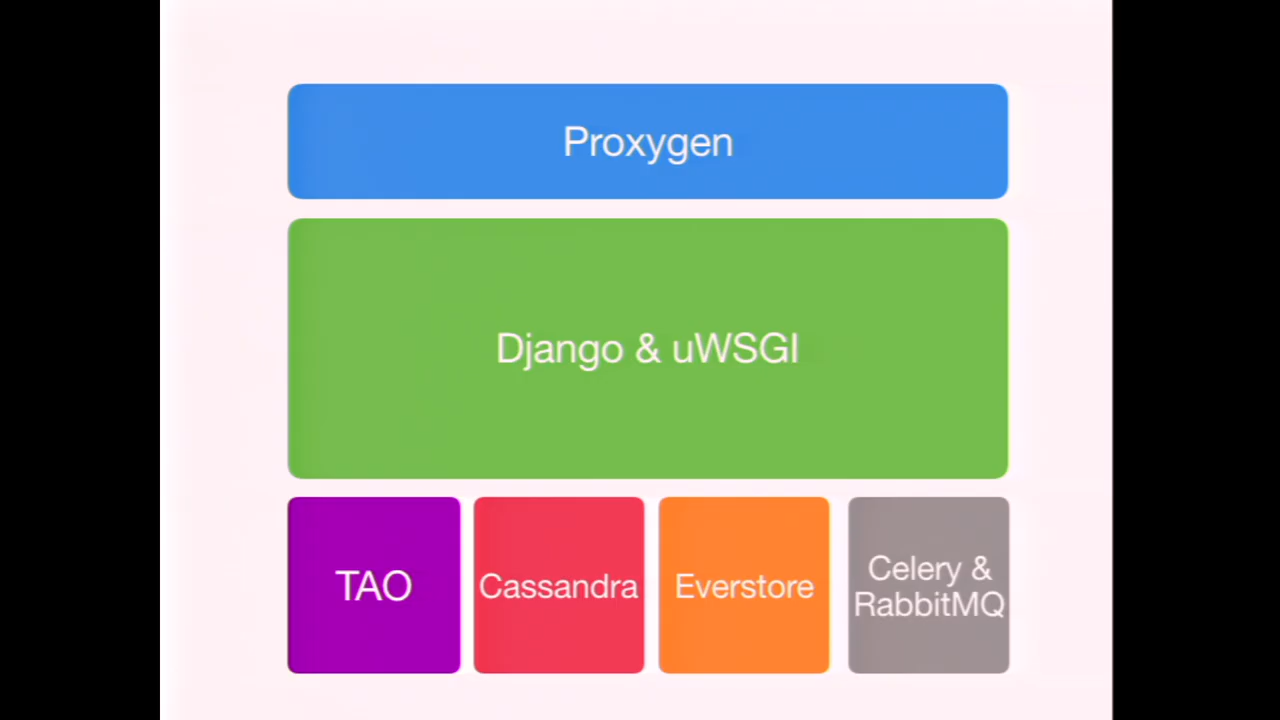 Proxygen
Django & uWSGI
TAO
Cassandra
Everstore
Celery &
RabbitMQ